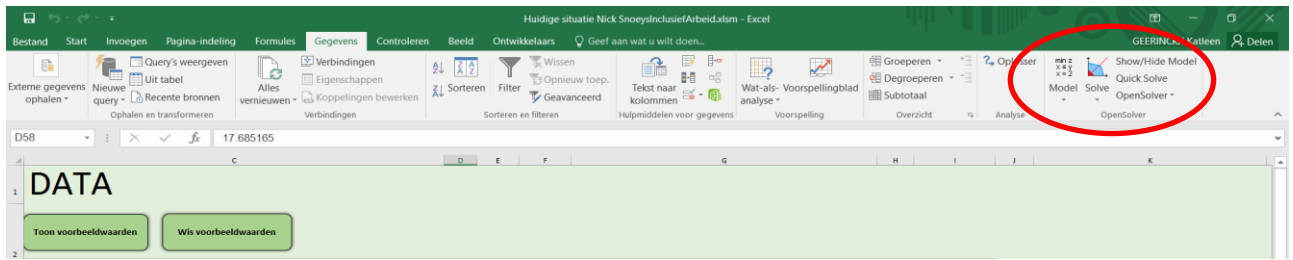 Huidige situatie Nick SnoeysInclusiefArbeid.xlsm - Excel
Bestand Start Invoegen Pagina-indeling Formules Gegevens Controleren Beeld Ontwikkelaars Geef aan wat u wilt doen... GEERINCKX Katleen Delen
Externe gegevens ophalen
Nieuwe query
Query's weergeven
Uit tabel
Recente bronnen
Ophalen en transformeren
Alles vernieuwen
Verbindingen
Eigenschappen
Koppelingen bewerken
Verbindingen
Sorteren
Filter
Wissen
Opnieuw toep.
Geavanceerd
Sorteren en filteren
Tekst naar kolommen
Hulpmiddelen voor gegevens
Wat-als-analyse
Voorspellingblad
Voorspelling
Groeperen
Degroeperen
Subtotaal
Overzicht
Oplosser
Analyse
Model
Solve
Show/Hide Model
Quick Solve
OpenSolver
OpenSolver
D58 fx 17.685165
C D E F G H I J K
1 DATA
Toon voorbeeldwaarden Wis voorbeeldwaarden
2